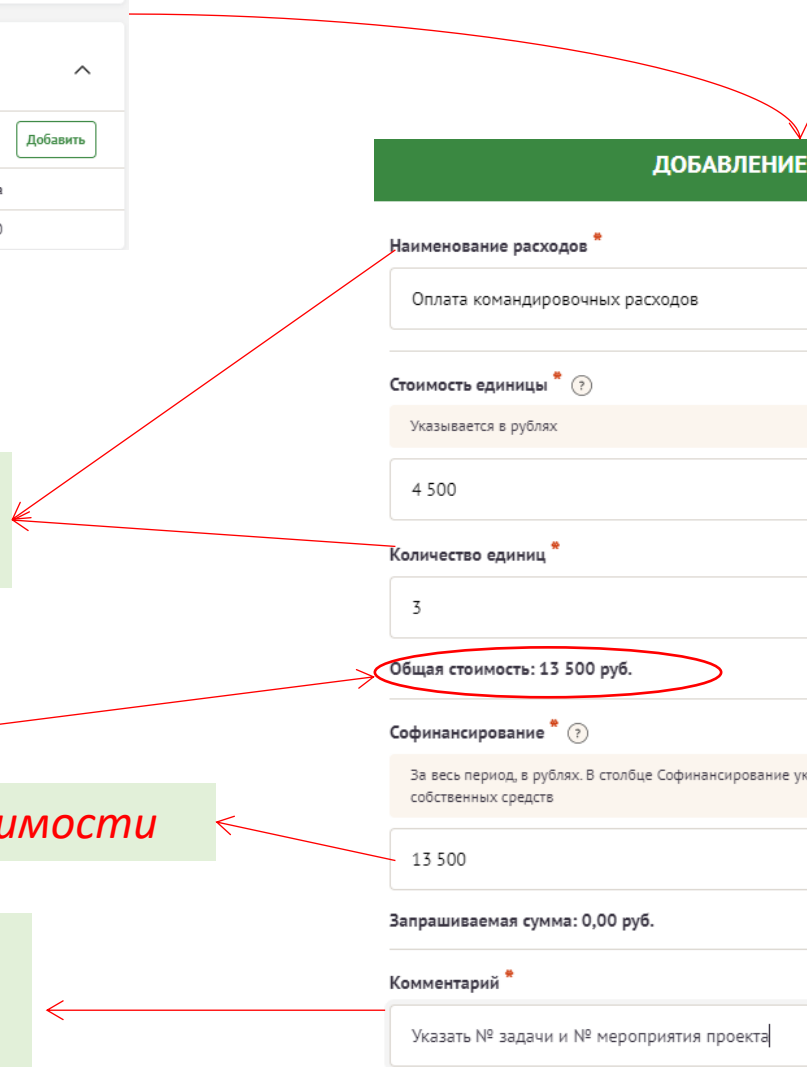 Добавить
ДОБАВЛЕНИЕ
Наименование расходов *
Оплата командировочных расходов
Стоимость единицы * ?
Указывается в рублях
4 500
Количество единиц *
3
Общая стоимость: 13 500 руб.
Софинансирование * ?
За весь период, в рублях. В столбце Софинансирование ук
собственных средств
имости
13 500
Запрашиваемая сумма: 0,00 руб.
Комментарий *
Указать № задачи и № мероприятия проекта